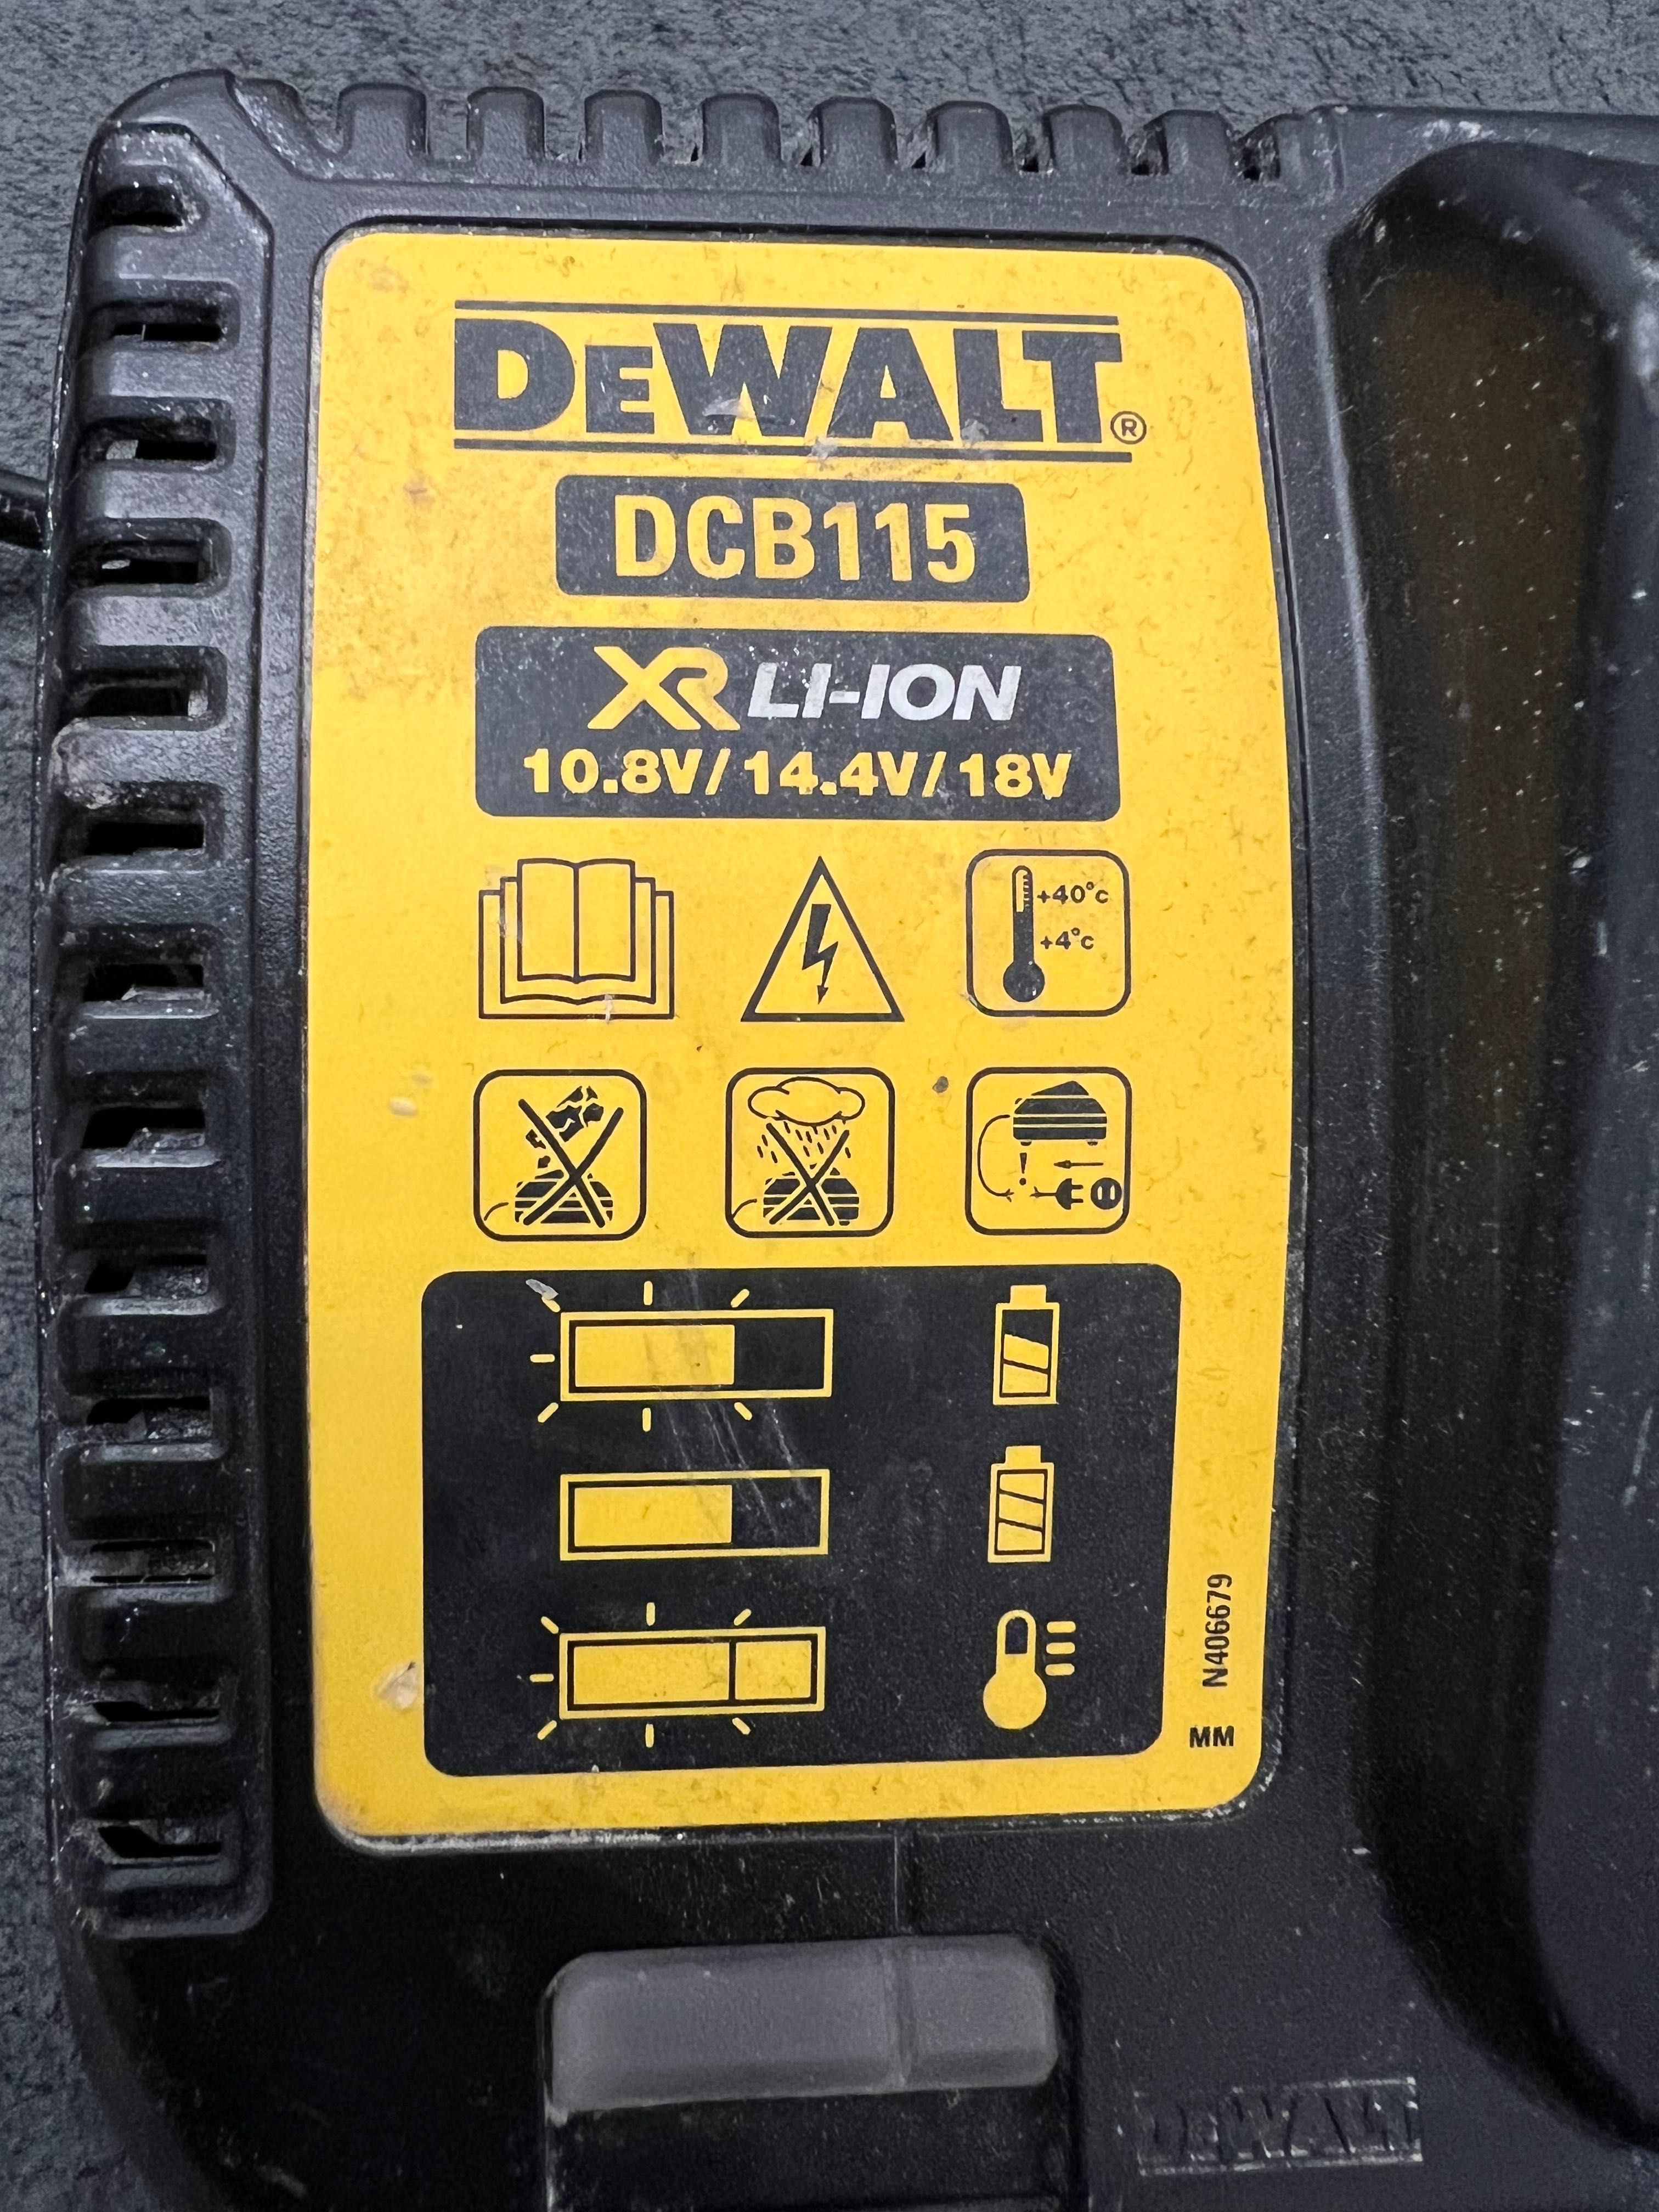 DEWALT®
DCB115
XR LI-ION
10.8V/14.4V/18V
+40°C
+4°C
!
N406679
MM
DEWALT